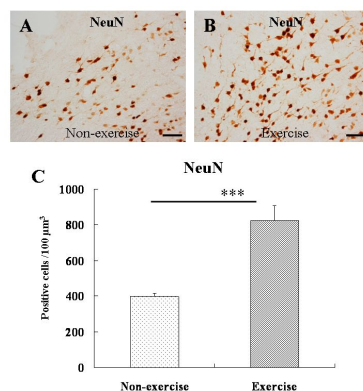 A NeuN
Non-exercise
B NeuN
Exercise
C NeuN
Positive cells /100 μm³
1000
800
600
400
200
0
***
Non-exercise Exercise